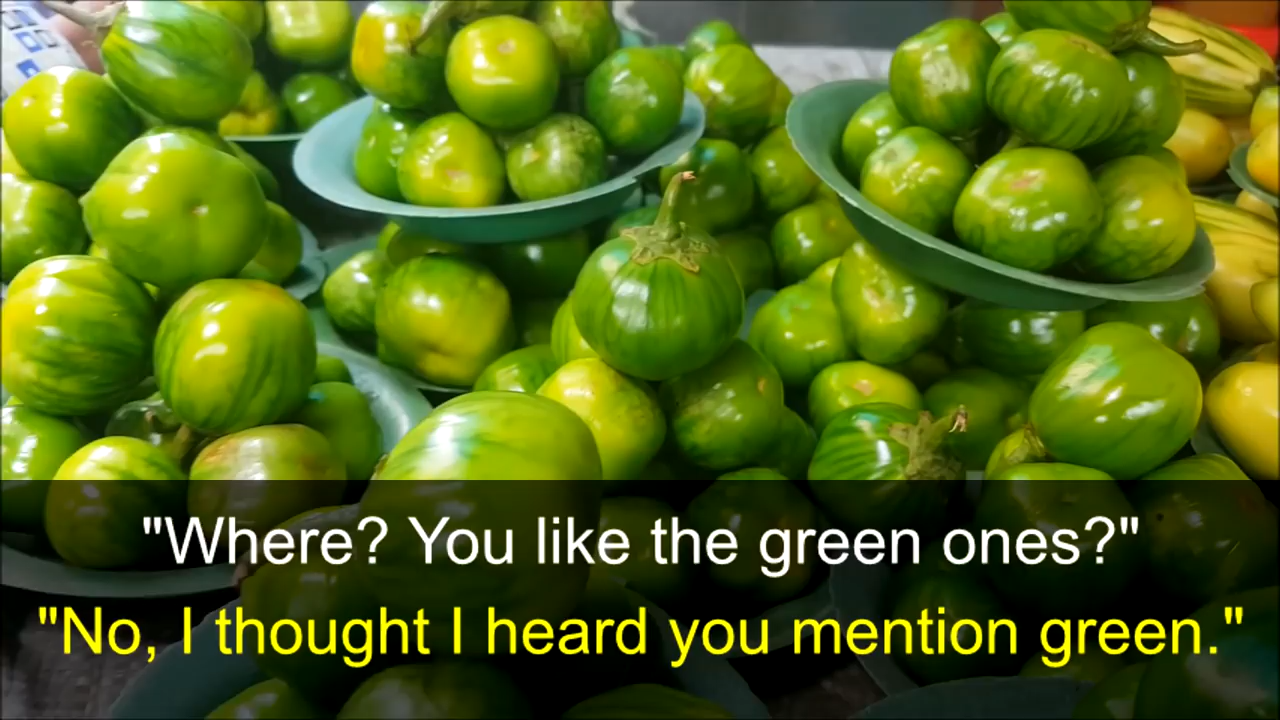 "Where? You like the green ones?"
"No, I thought I heard you mention green."